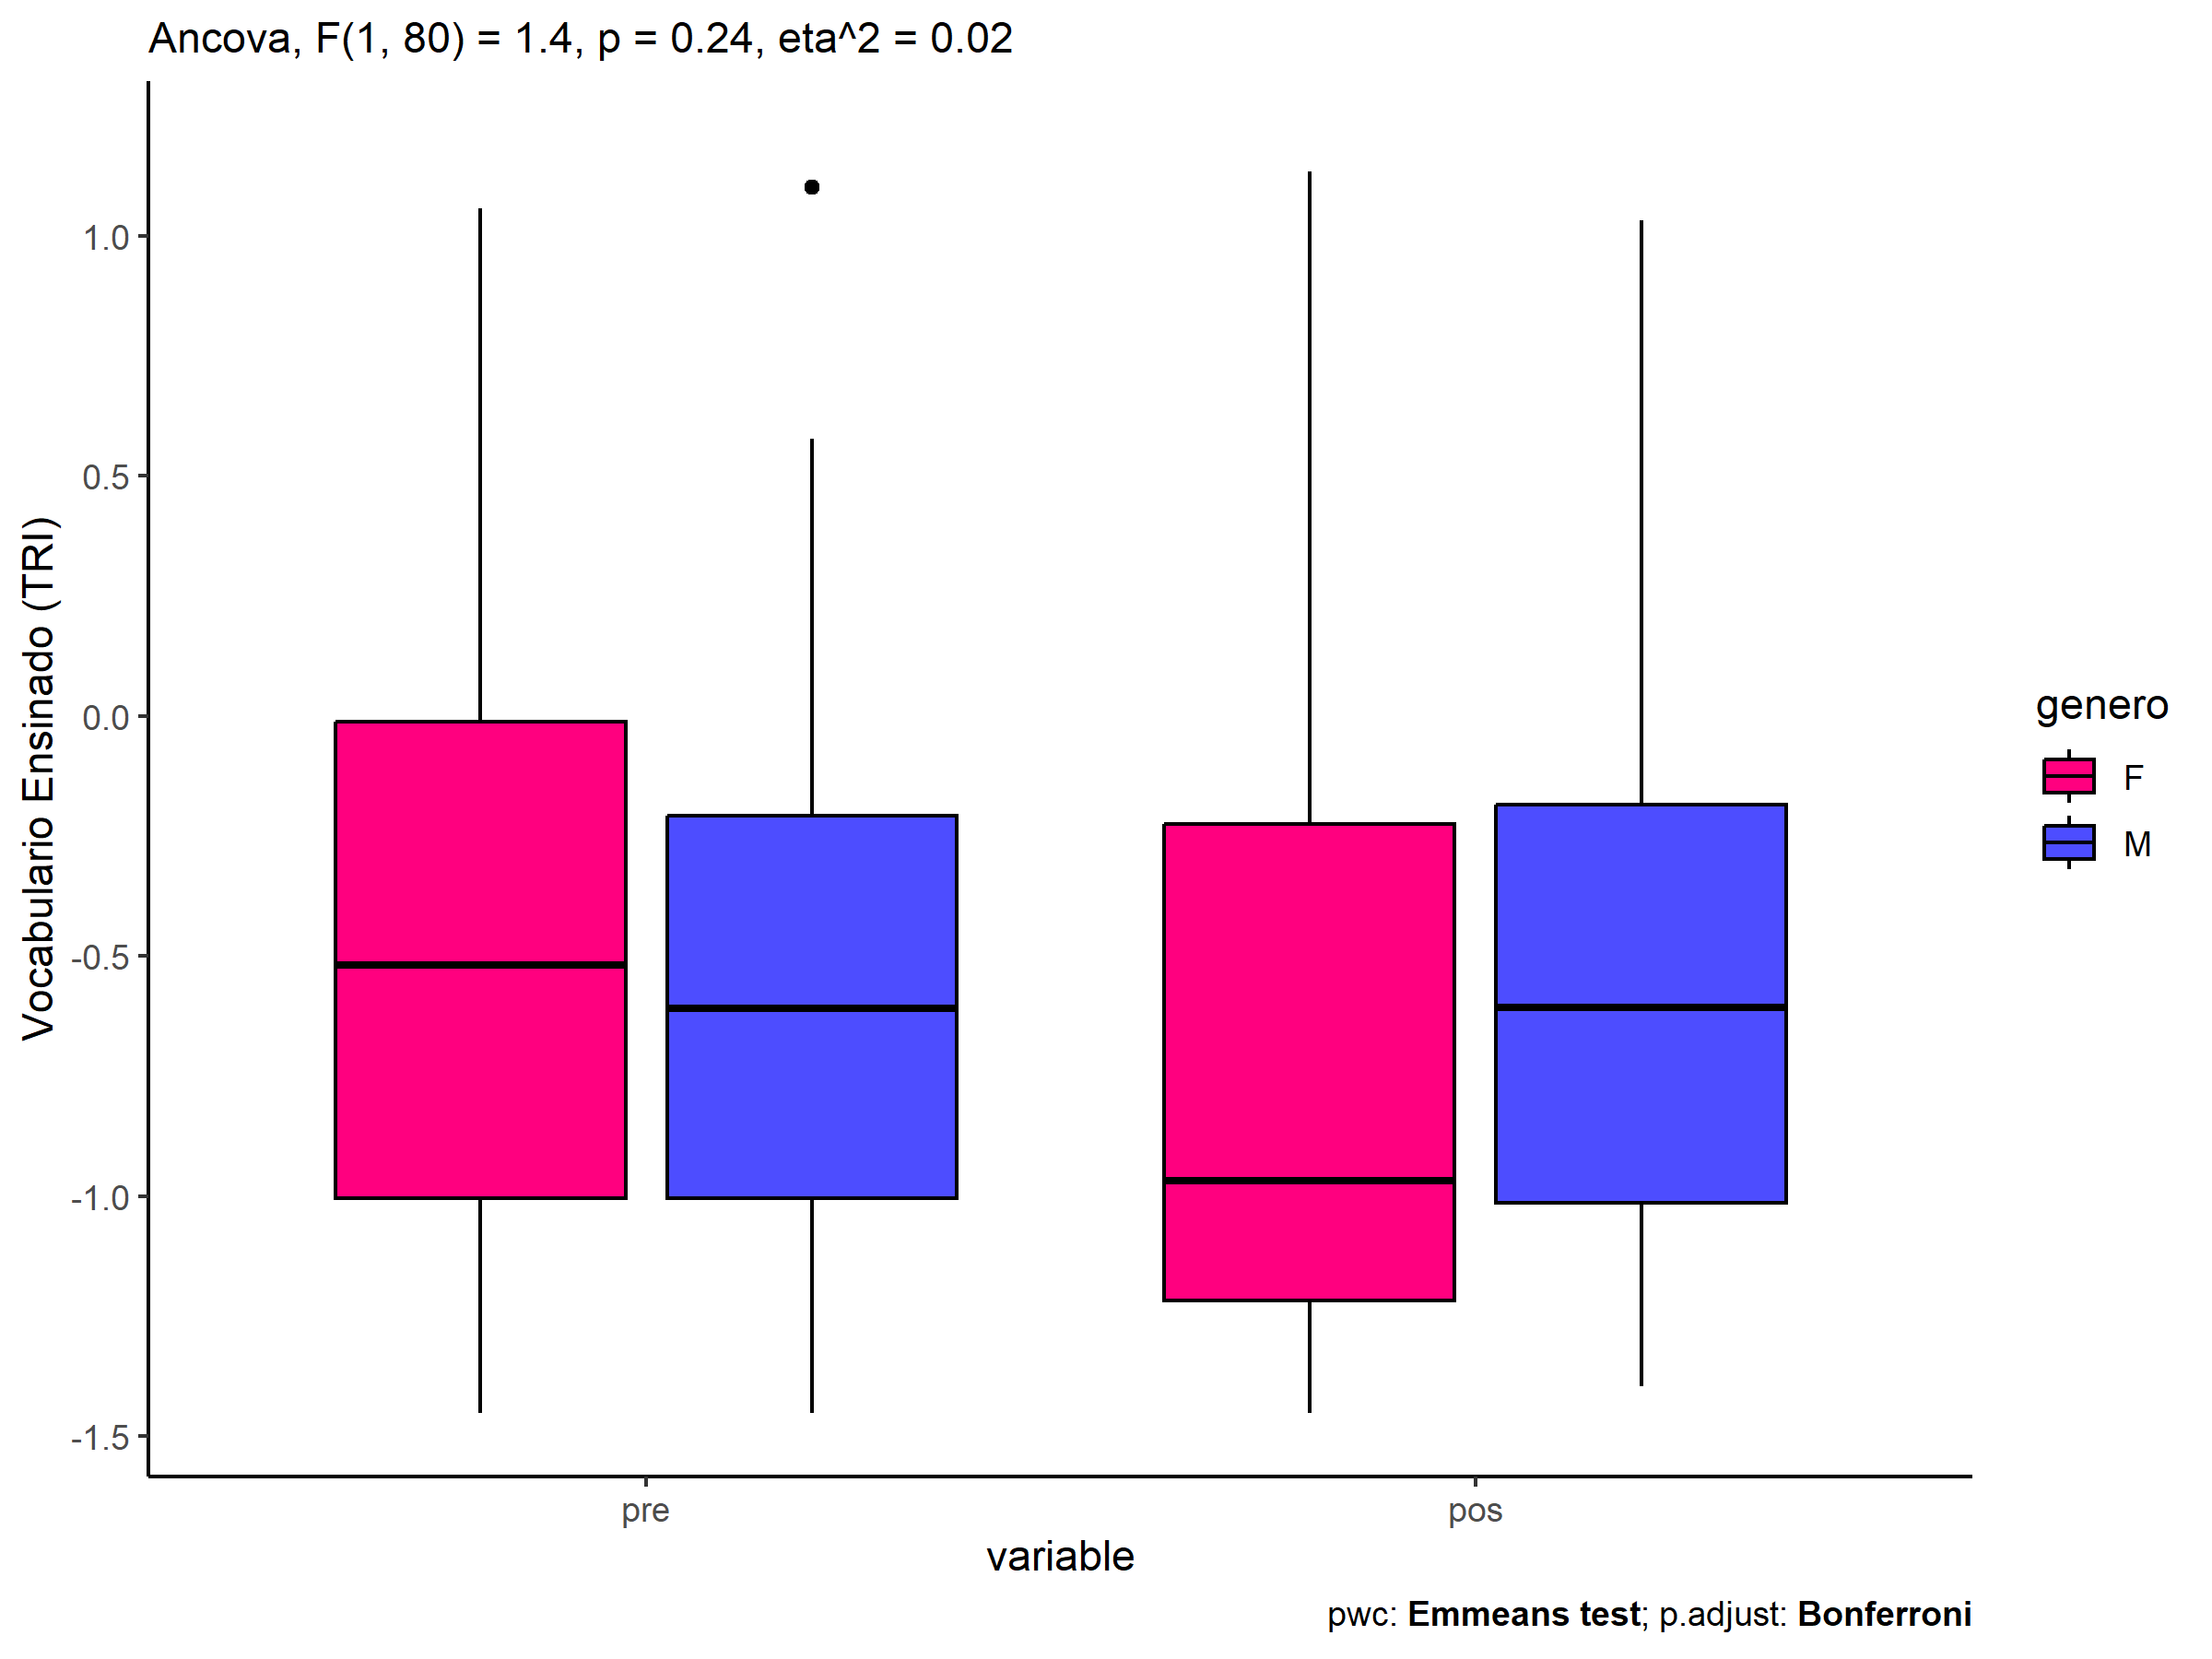 Ancova, F(1, 80) = 1.4, p = 0.24, eta^2 = 0.02
Vocabulario Ensinado (TRI)
1.0
0.5
0.0
-0.5
-1.0
-1.5
pre
pos
variable
genero
F
M
pwc: Emmeans test; p.adjust: Bonferroni